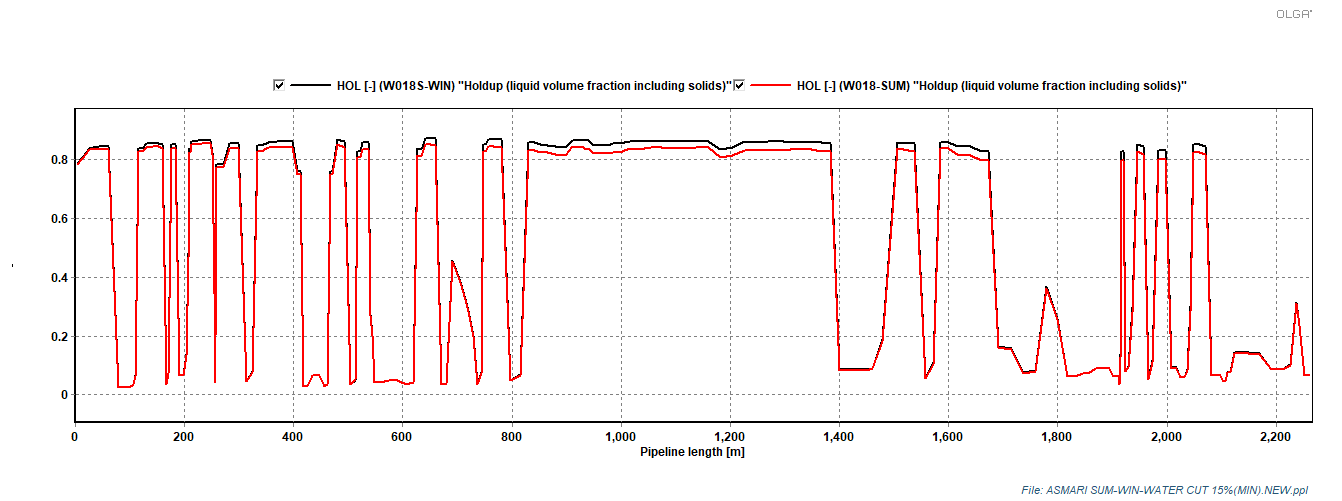 OLGA®
HOL [-] (W018S-WIN) "Holdup (liquid volume fraction including solids)" HOL [-] (W018-SUM) "Holdup (liquid volume fraction including solids)"
0.8
0.6
0.4
-
0.2
0
0 200 400 600 800 1,000 1,200 1,400 1,600 1,800 2,000 2,200
Pipeline length [m]
File: ASMARI SUM-WIN-WATER CUT 15%(MIN).NEW.ppl